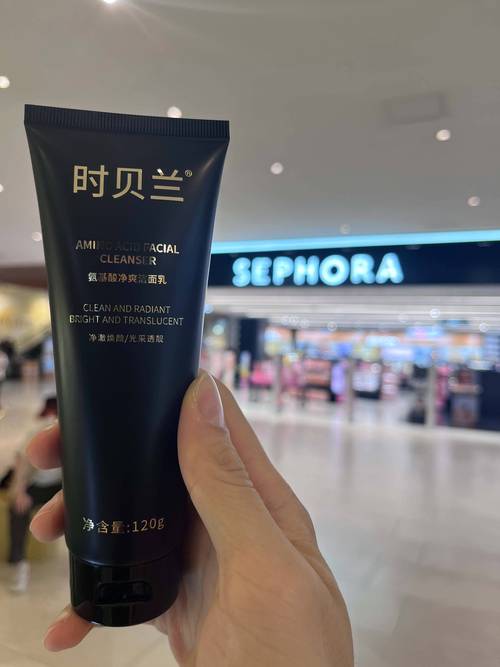 时贝兰®
AMINO ACID FACIAL
CLEANSER
氨基酸净爽洁面乳
CLEAN AND RADIANT
BRIGHT AND TRANSLUCENT
净澈焕颜/光采透靓
净含量:120g
SEPHORA